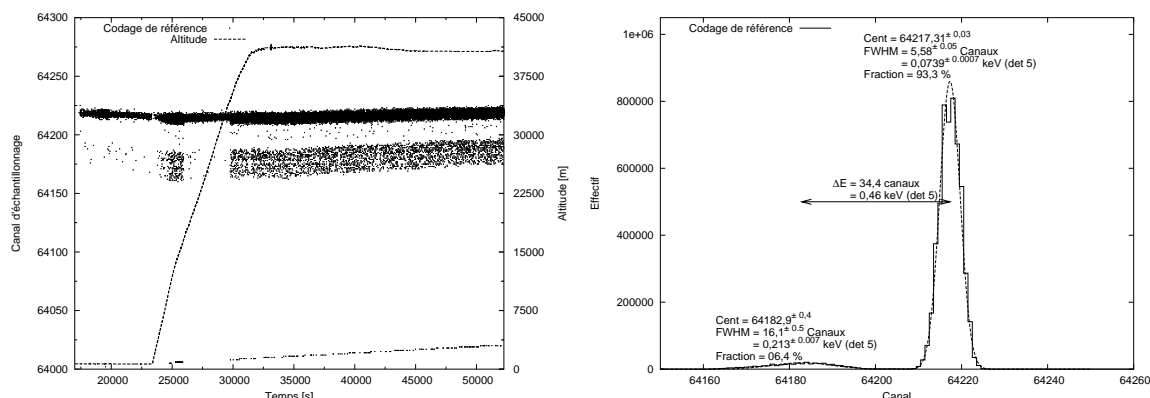 64300
64250
64200
64150
64100
64050
64000
Canal d'échantillonnage
20000 25000 30000 35000 40000 45000 50000
Temps [s]
45000
37500
30000
22500
15000
7500
0
Altitude [m]
Codage de référence
Altitude
1e+06
800000
600000
400000
200000
0
Effectif
64160 64180 64200 64220 64240 64260
Canal
Codage de référence
Cent = 64217,31± 0,03
FWHM = 5,58± 0.05 Canaux
= 0,0739± 0.0007 keV (det 5)
Fraction = 93,3 %
ΔE = 34,4 canaux
= 0,46 keV (det 5)
Cent = 64182,9± 0,4
FWHM = 16,1± 0.5 Canaux
= 0,213± 0.007 keV (det 5)
Fraction = 06,4 %